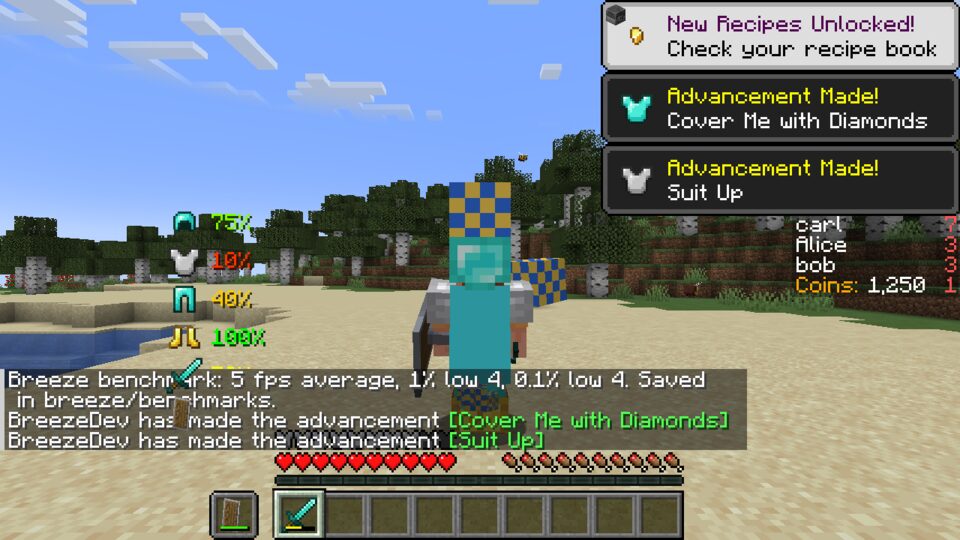 New Recipes Unlocked!
Check your recipe book
Advancement Made!
Cover Me with Diamonds
Advancement Made!
Suit Up
carl 7
Alice 3
bob 3
Coins: 1,250 1
75%
10%
40%
100%
Breeze benchmark: 5 fps average, 1% low 4, 0.1% low 4. Saved
in breeze/benchmarks.
BreezeDev has made the advancement [Cover Me with Diamonds]
BreezeDev has made the advancement [Suit Up]